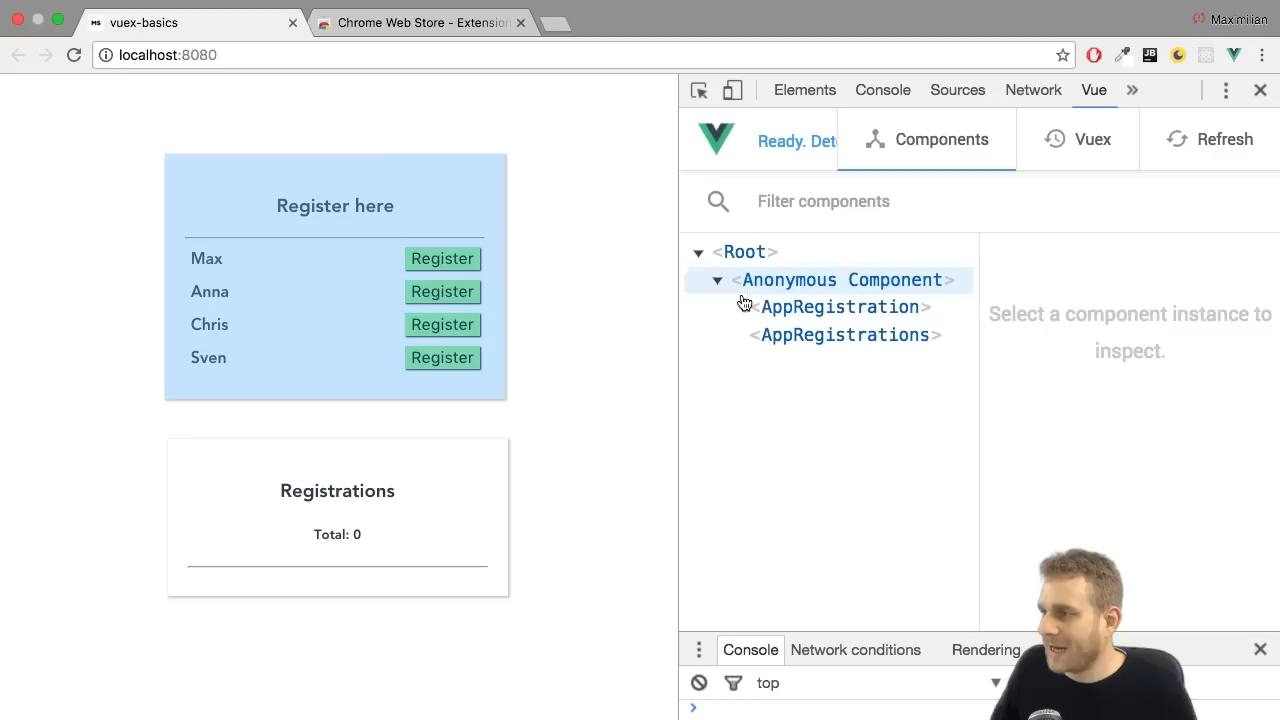 MS vuex-basics
Chrome Web Store - Extension
Maximilian
localhost:8080
JB
Elements Console Sources Network Vue
Ready. Det
Components
Vuex
Refresh
Filter components
Register here
Max Register
Anna Register
Chris Register
Sven Register
Registrations
Total: 0
<Root>
<Anonymous Component>
<AppRegistration>
<AppRegistrations>
Select a component instance to
inspect.
Console Network conditions Rendering
top